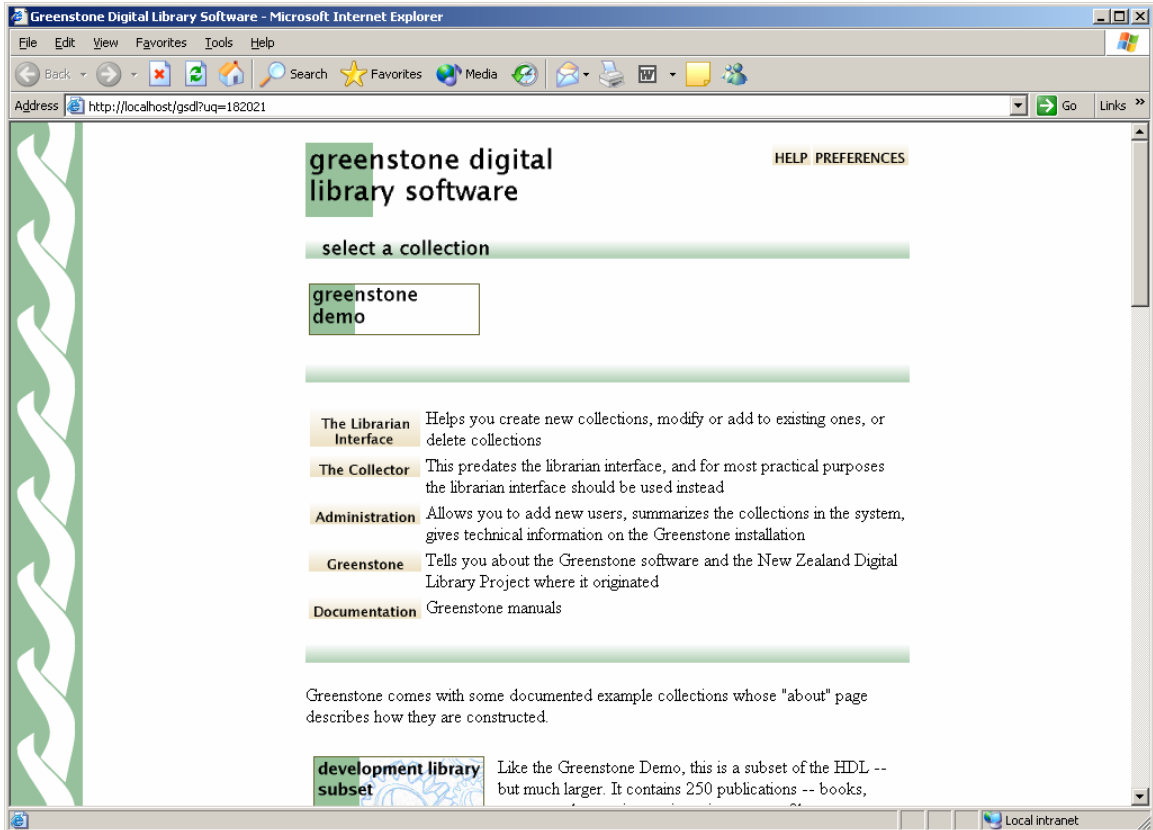 Greenstone Digital Library Software - Microsoft Internet Explorer
File Edit View Favorites Tools Help
Back Search Favorites Media
Address http://localhost/gsdl?uq=182021 Go Links »
greenstone digital
library software
HELP PREFERENCES
select a collection
greenstone
demo
The Librarian
Interface
Helps you create new collections, modify or add to existing ones, or
delete collections
The Collector
This predates the librarian interface, and for most practical purposes
the librarian interface should be used instead
Administration
Allows you to add new users, summarizes the collections in the system,
gives technical information on the Greenstone installation
Greenstone
Tells you about the Greenstone software and the New Zealand Digital
Library Project where it originated
Documentation
Greenstone manuals
Greenstone comes with some documented example collections whose "about" page
describes how they are constructed.
development library
subset
Like the Greenstone Demo, this is a subset of the HDL --
but much larger. It contains 250 publications -- books,
Local intranet